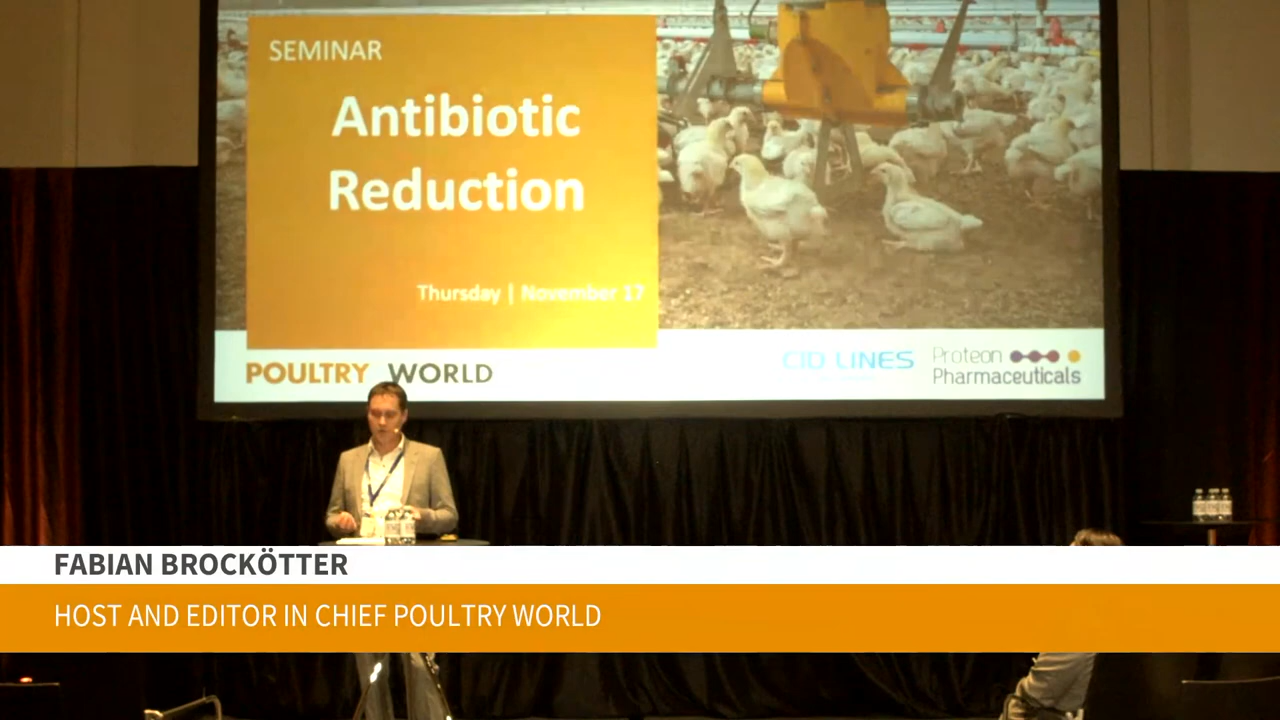 SEMINAR
Antibiotic
Reduction
Thursday | November 17
POULTRY WORLD
CID LINES
Proteon
Pharmaceuticals
FABIAN BROCKÖTTER
HOST AND EDITOR IN CHIEF POULTRY WORLD